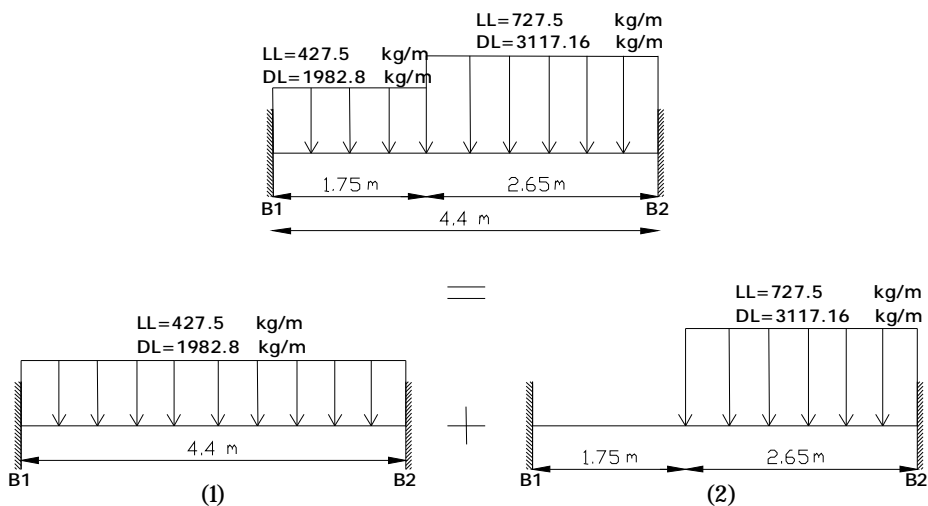 LL=727.5 kg/m
DL=3117.16 kg/m
LL=427.5 kg/m
DL=1982.8 kg/m
1.75 m
2.65 m
B1
B2
4.4 m
LL=727.5 kg/m
DL=3117.16 kg/m
LL=427.5 kg/m
DL=1982.8 kg/m
=
+
4.4 m
1.75 m
2.65 m
B1
B2
B1
B2
(1)
(2)